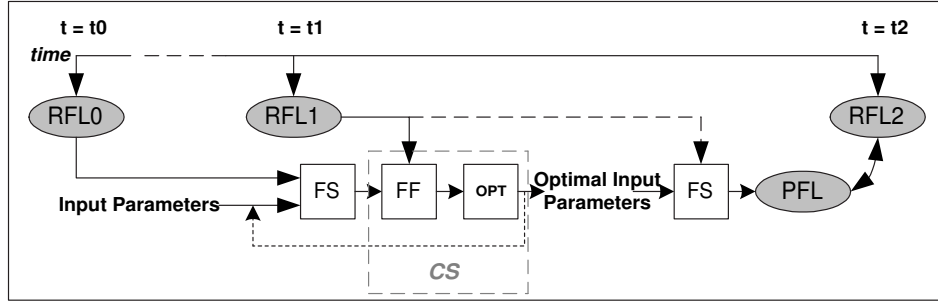 t = t0
t = t1
t = t2
time
RFL0
RFL1
RFL2
FS
FF
OPT
Optimal Input
Parameters
FS
PFL
Input Parameters
CS